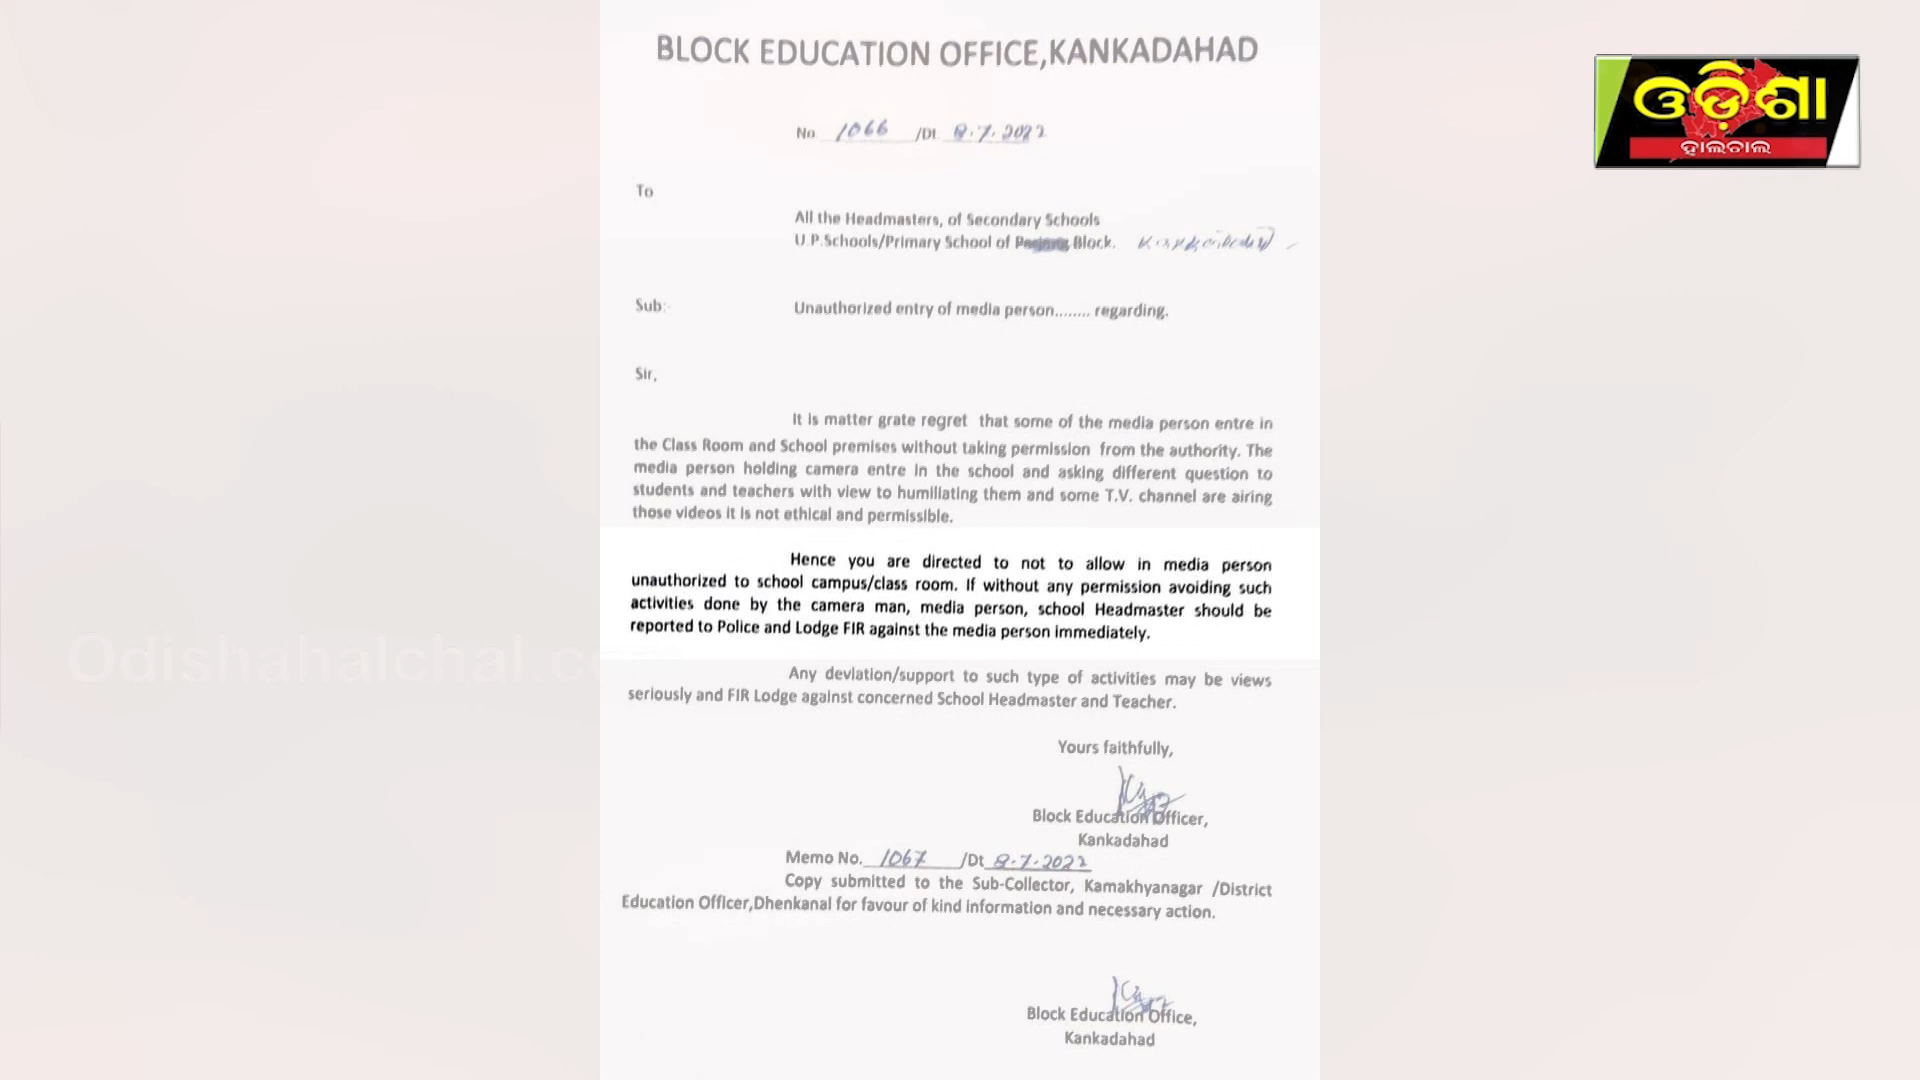 BLOCK EDUCATION OFFICE,KANKADAHAD
ଓଡ଼ିଶା
ହାଲଚାଲ
No 1066 /Dt 8.7.2022
To
All the Headmasters, of Secondary Schools
U.P.Schools/Primary School of Block. Kankadahad
Sub:- Unauthorized entry of media person........ regarding.
Sir,
It is matter grate regret that some of the media person entre in
the Class Room and School premises without taking permission from the authority. The
media person holding camera entre in the school and asking different question to
students and teachers with view to humiliating them and some T.V. channel are airing
those videos it is not ethical and permissible.
Hence you are directed to not to allow in media person
unauthorized to school campus/class room. If without any permission avoiding such
activities done by the camera man, media person, school Headmaster should be
reported to Police and Lodge FIR against the media person immediately.
Odishahalchal.c
Any deviation/support to such type of activities may be views
seriously and FIR Lodge against concerned School Headmaster and Teacher.
Yours faithfully,
Block Education Officer,
Kankadahad
Memo No. 1067 /Dt 8.7.2022
Copy submitted to the Sub-Collector, Kamakhyanagar /District
Education Officer,Dhenkanal for favour of kind information and necessary action.
Block Education Office,
Kankadahad